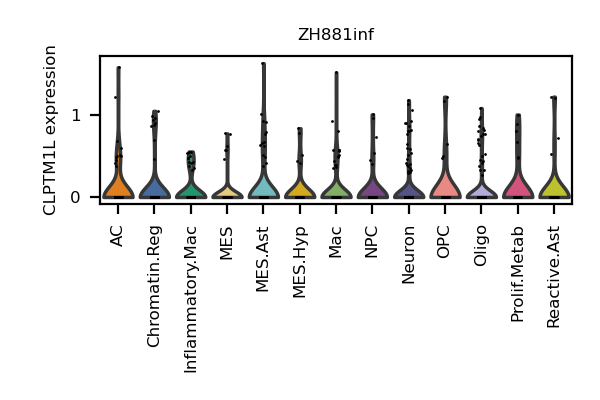 ZH881inf
CLPTM1L expression
1
0
AC
Chromatin.Reg
Inflammatory.Mac
MES
MES.Ast
MES.Hyp
Mac
NPC
Neuron
OPC
Oligo
Prolif.Metab
Reactive.Ast